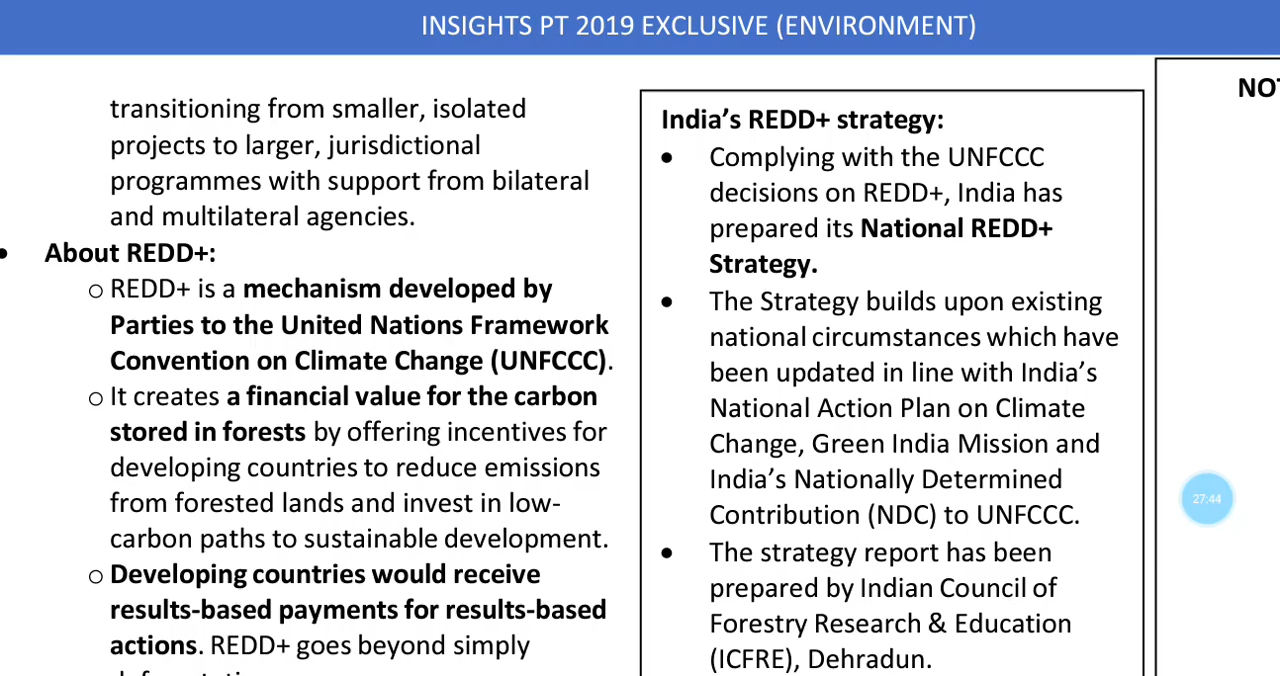 INSIGHTS PT 2019 EXCLUSIVE (ENVIRONMENT)
transitioning from smaller, isolated
projects to larger, jurisdictional
programmes with support from bilateral
and multilateral agencies.
• About REDD+:
o REDD+ is a mechanism developed by
Parties to the United Nations Framework
Convention on Climate Change (UNFCCC).
o It creates a financial value for the carbon
stored in forests by offering incentives for
developing countries to reduce emissions
from forested lands and invest in low-
carbon paths to sustainable development.
o Developing countries would receive
results-based payments for results-based
actions. REDD+ goes beyond simply
India's REDD+ strategy:
• Complying with the UNFCCC
decisions on REDD+, India has
prepared its National REDD+
Strategy.
• The Strategy builds upon existing
national circumstances which have
been updated in line with India's
National Action Plan on Climate
Change, Green India Mission and
India's Nationally Determined
Contribution (NDC) to UNFCCC.
• The strategy report has been
prepared by Indian Council of
Forestry Research & Education
(ICFRE), Dehradun.
NOT
27:44